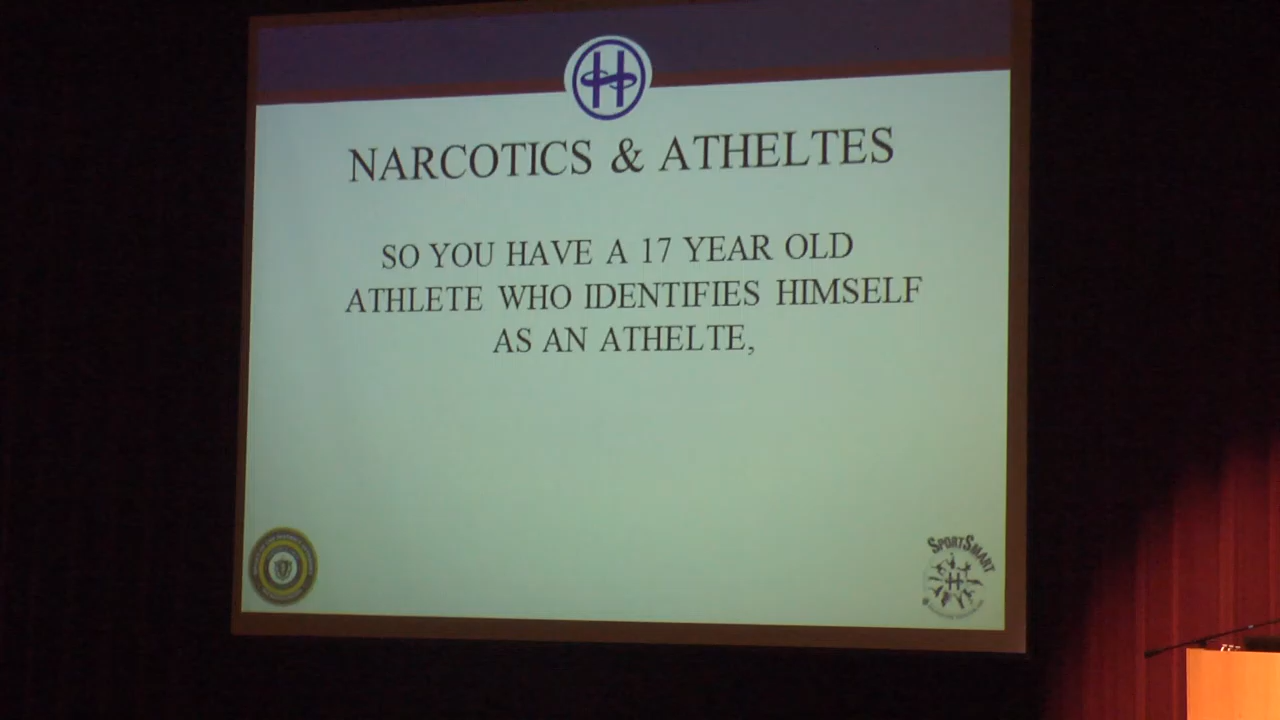 H
NARCOTICS & ATHELTES
SO YOU HAVE A 17 YEAR OLD
ATHLETE WHO IDENTIFIES HIMSELF
AS AN ATHELTE,
SPORTSMART
H